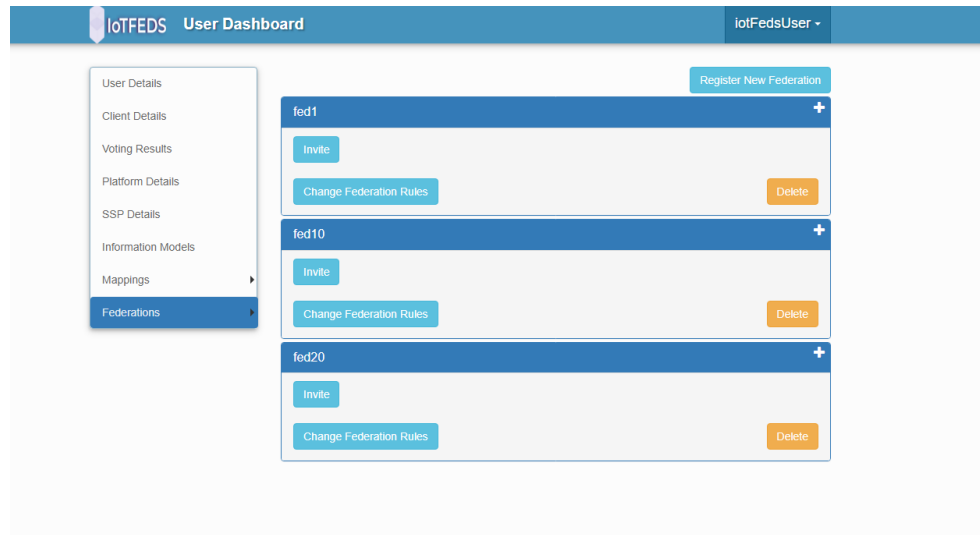 IoTFEDS User Dashboard iotFedsUser
User Details
Client Details
Voting Results
Platform Details
SSP Details
Information Models
Mappings
Federations
Register New Federation
fed1
Invite
Change Federation Rules Delete
fed10
Invite
Change Federation Rules Delete
fed20
Invite
Change Federation Rules Delete